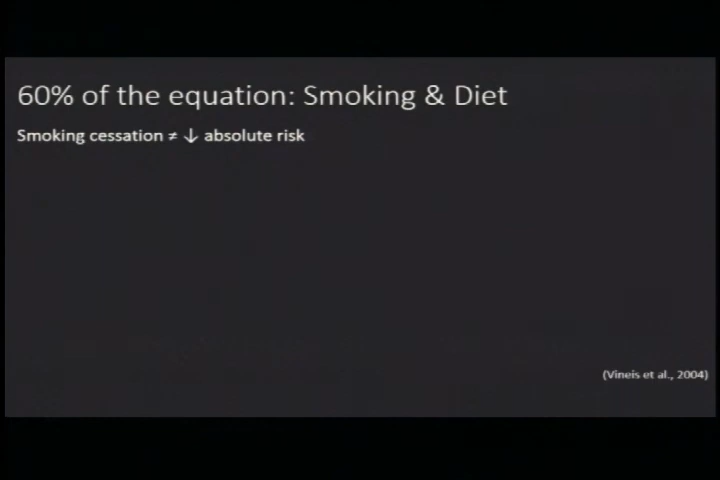 60% of the equation: Smoking & Diet
Smoking cessation ≠ ↓ absolute risk
(Vineis et al., 2004)